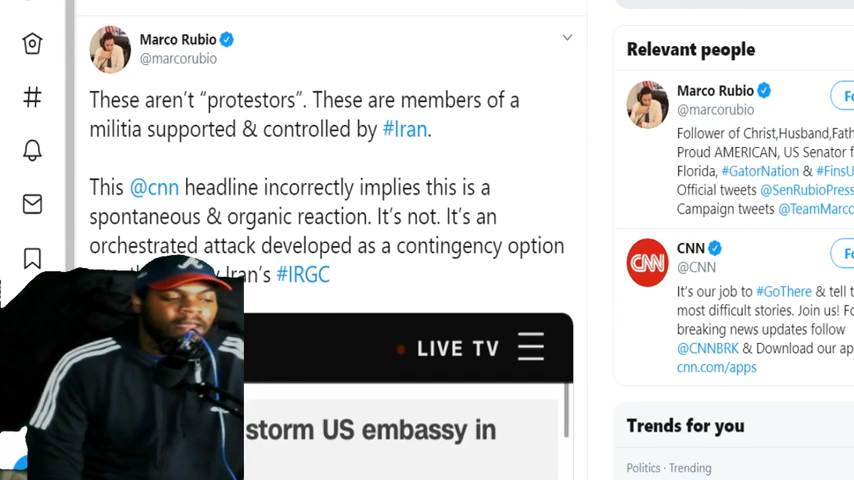 Marco Rubio
@marcorubio
These aren't “protestors”. These are members of a
militia supported & controlled by #Iran.
This @cnn headline incorrectly implies this is a
spontaneous & organic reaction. It's not. It's an
orchestrated attack developed as a contingency option
Iran's #IRGC
LIVE TV
storm US embassy in
Relevant people
Marco Rubio
@marcorubio
Follower of Christ,Husband,Fath
Proud AMERICAN, US Senator f
Florida, #GatorNation & #FinsU
Official tweets @SenRubioPress
Campaign tweets @TeamMarco
CNN
@CNN
It's our job to #GoThere & tell t
most difficult stories. Join us! Fo
breaking news updates follow
@CNNBRK & Download our ap
cnn.com/apps
Trends for you
Politics · Trending